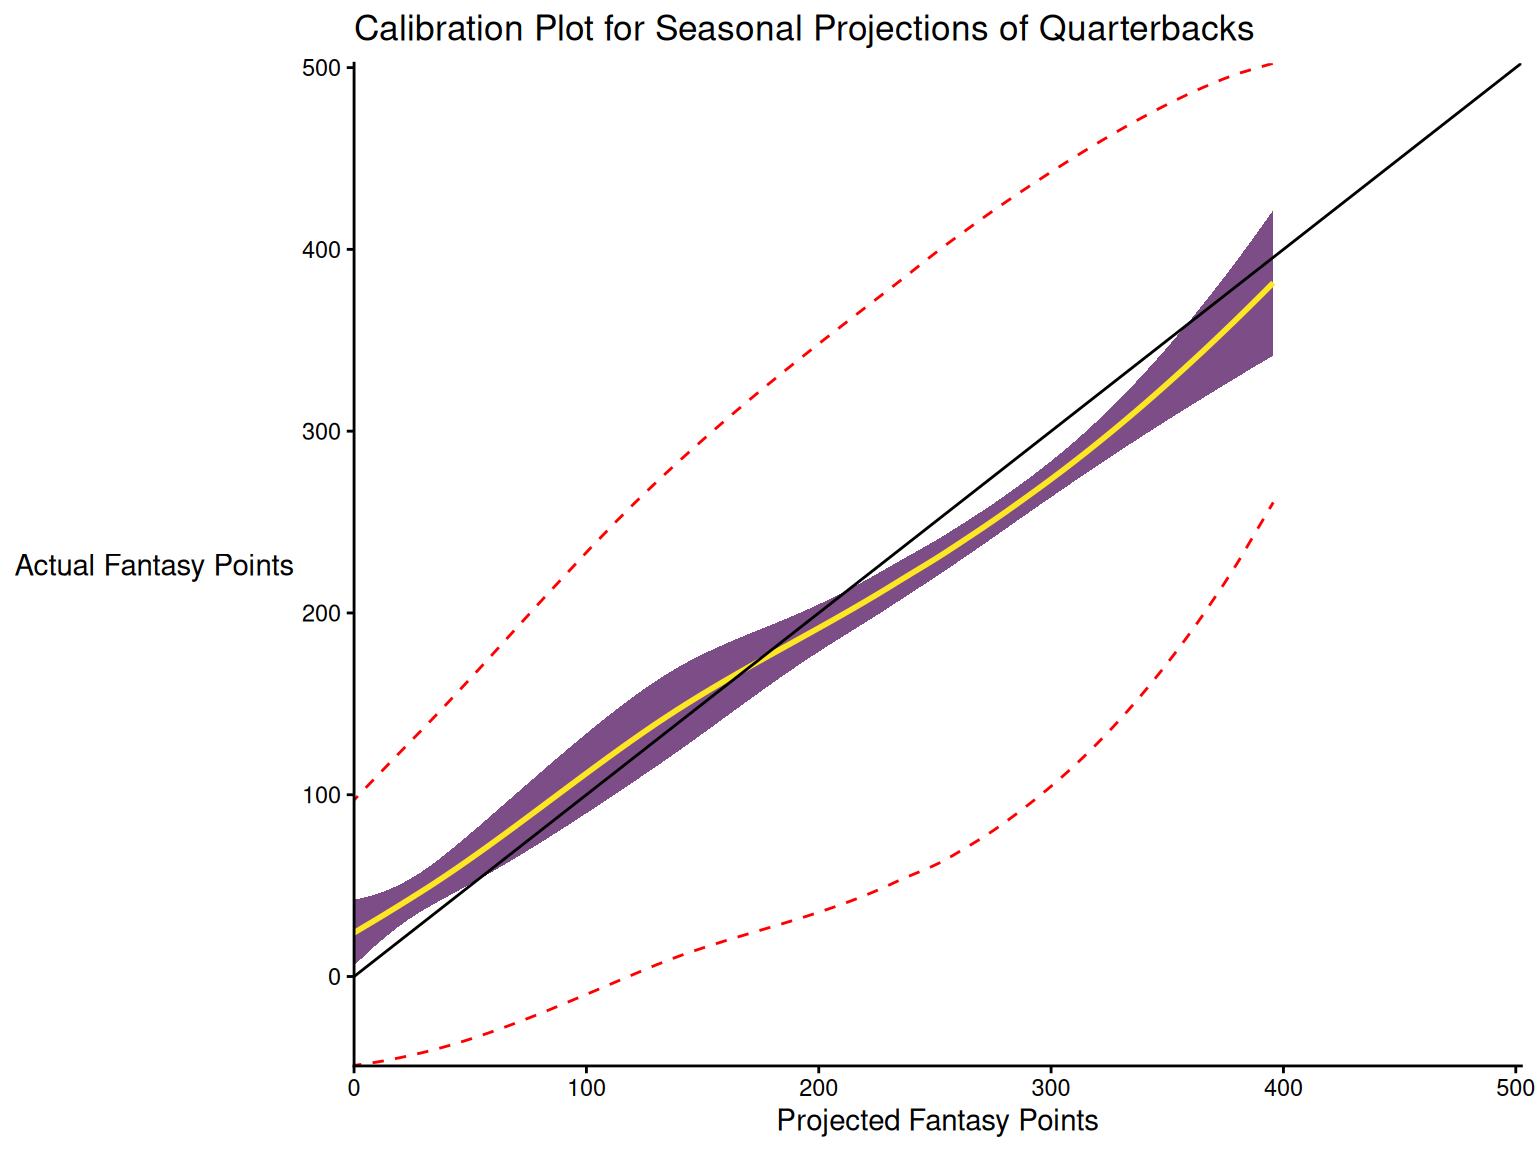 Calibration Plot for Seasonal Projections of Quarterbacks
500
400
300
Actual Fantasy Points
200
100
0
0 100 200 300 400 500
Projected Fantasy Points